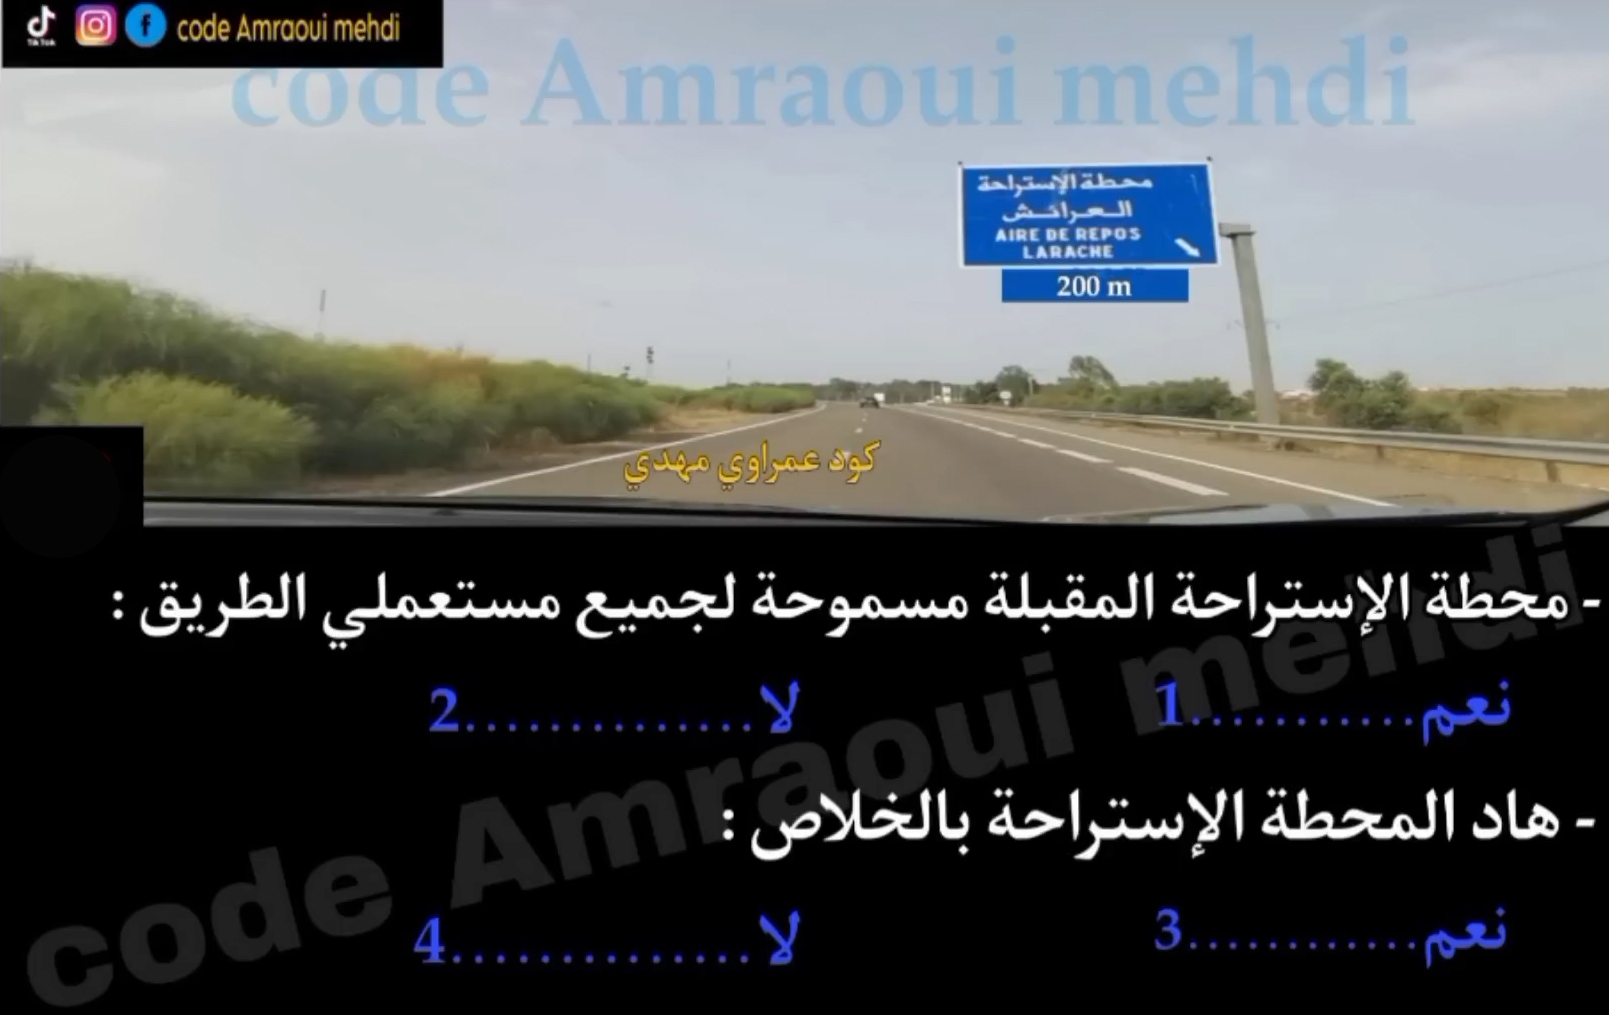 TikTok
code Amraoui mehdi
code Amraoui mehdi
محطة الإستراحة
العرائش
AIRE DE REPOS
LARACHE
200 m
كود عمراوي مهدي
- محطة الإستراحة المقبلة مسموحة لجميع مستعملي الطريق :
نعم............1 لا..............2
- هاد المحطة الإستراحة بالخلاص :
نعم............3 لا..............4
code Amraoui mehdi